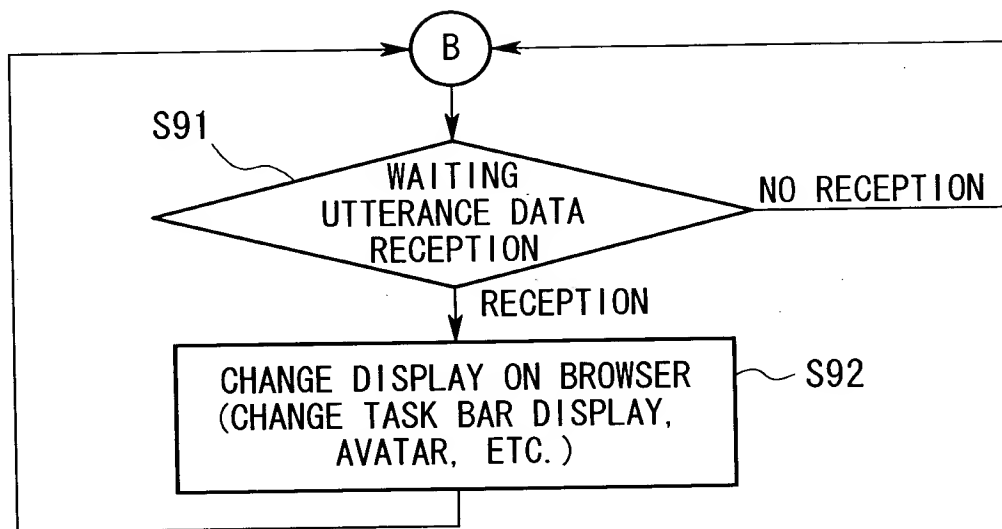 B
S91
WAITING
UTTERANCE DATA
RECEPTION
NO RECEPTION
RECEPTION
CHANGE DISPLAY ON BROWSER
(CHANGE TASK BAR DISPLAY,
AVATAR, ETC.)
S92